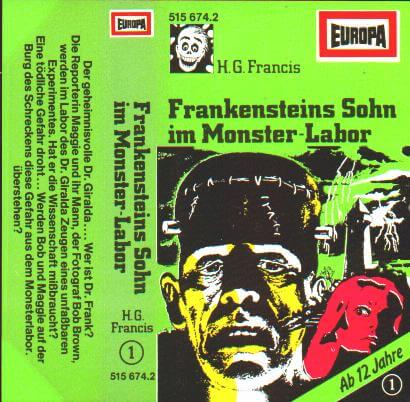 Der geheimnisvolle Dr. Giralda ..... Wer ist Dr. Frank?
Die Reporterin Maggie und ihr Mann, der Fotograf Bob Brown,
werden im Labor des Dr. Giralda Zeugen eines unfaßbaren
Experimentes. Hat er die Wissenschaft mißbraucht?
Eine tödliche Gefahr droht ... Werden Bob und Maggie auf der
Burg des Schreckens diese Gefahr aus dem Monsterlabor.
überstehen?
Frankensteins Sohn
im Monster-Labor
H.G.
Francis
1
515 674.2
515 674.2
EUROPA
H.G. Francis
Frankensteins Sohn
im Monster-Labor
Ab 12 Jahre
1